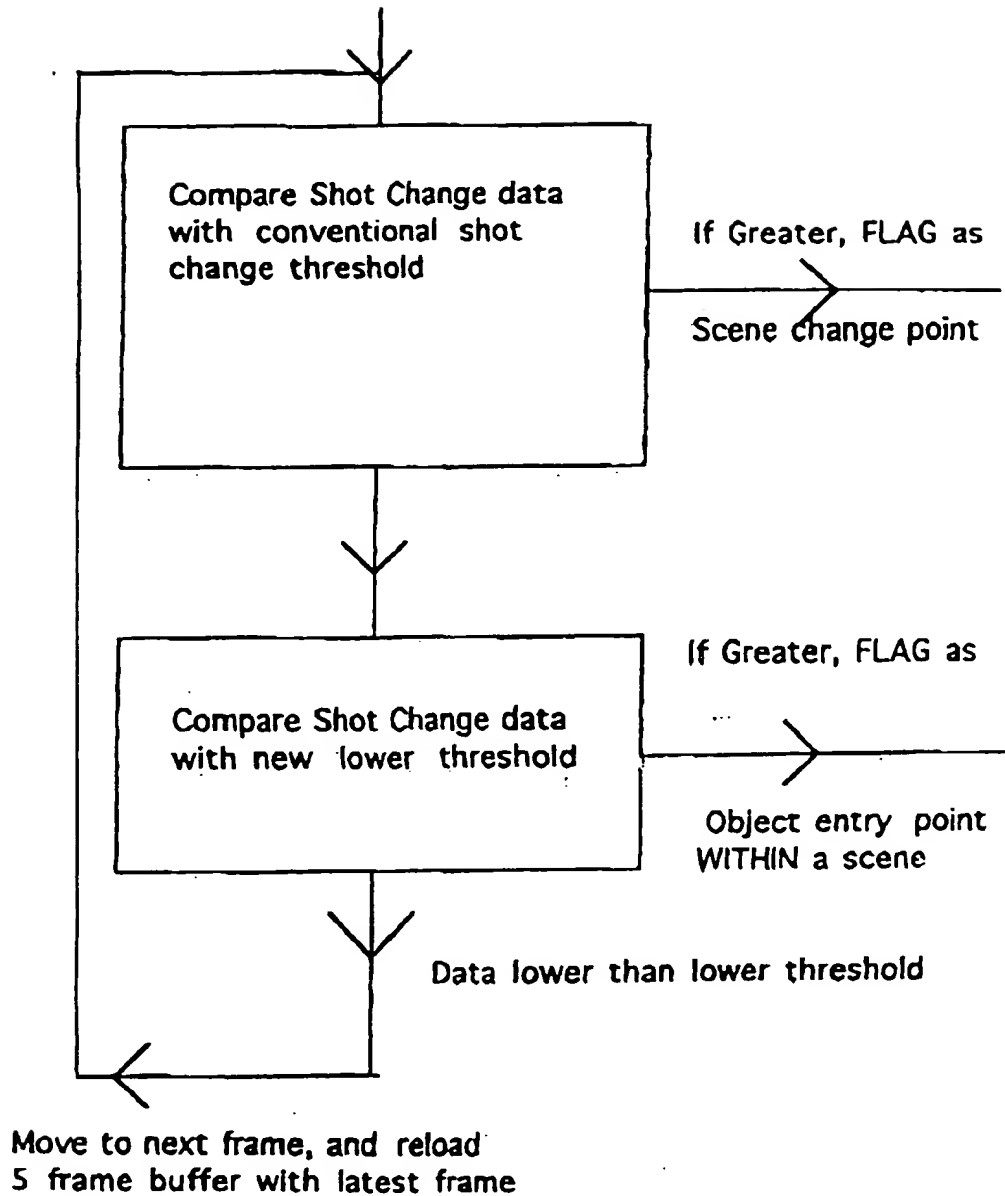 Compare Shot Change data
with conventional shot
change threshold
If Greater, FLAG as
Scene change point
Compare Shot Change data
with new lower threshold
If Greater, FLAG as
Object entry point
WITHIN a scene
Data lower than lower threshold
Move to next frame, and reload
5 frame buffer with latest frame